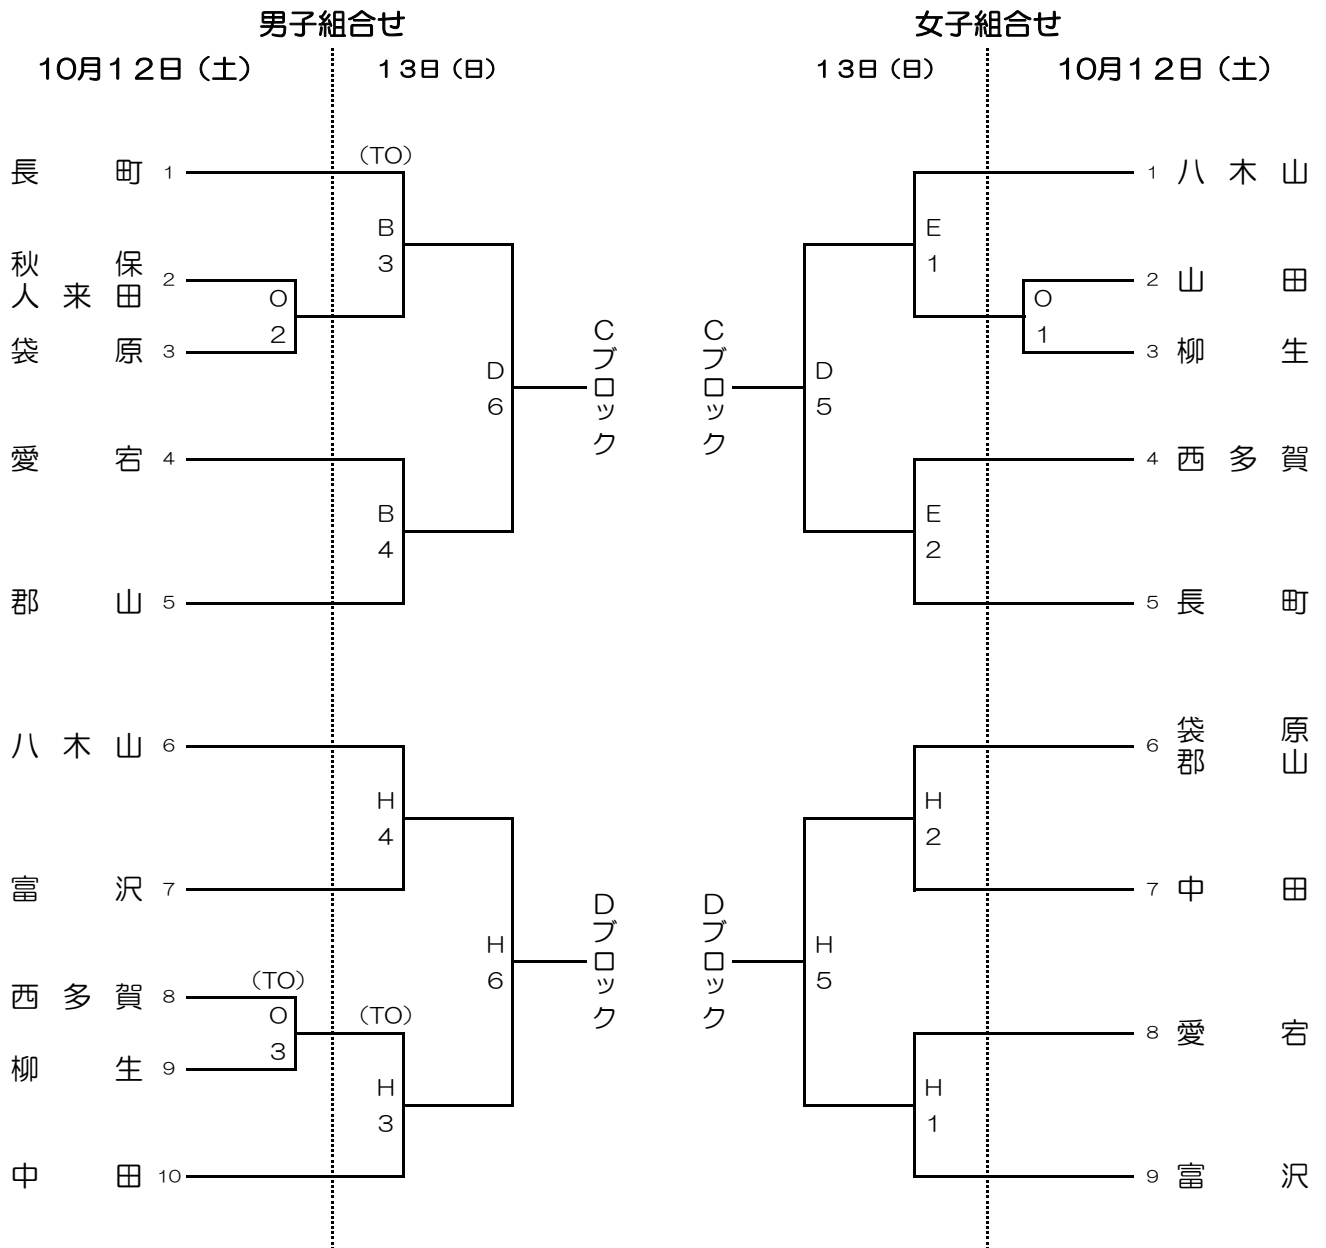 男子組合せ
10月12日（土）
13日（日）
長町 1
(TO)
B
3
秋保
人来田 2
O
2
袋原 3
D
6
Cブロック
愛宕 4
B
4
郡山 5
八木山 6
H
4
富沢 7
H
6
Dブロック
西多賀 8
(TO)
O
3
(TO)
柳生 9
H
3
中田 10
女子組合せ
13日（日）
10月12日（土）
1 八木山
E
1
2 山田
O
1
3 柳生
Cブロック
D
5
4 西多賀
E
2
5 長町
6 袋原
郡山
H
2
7 中田
Dブロック
H
5
8 愛宕
H
1
9 富沢